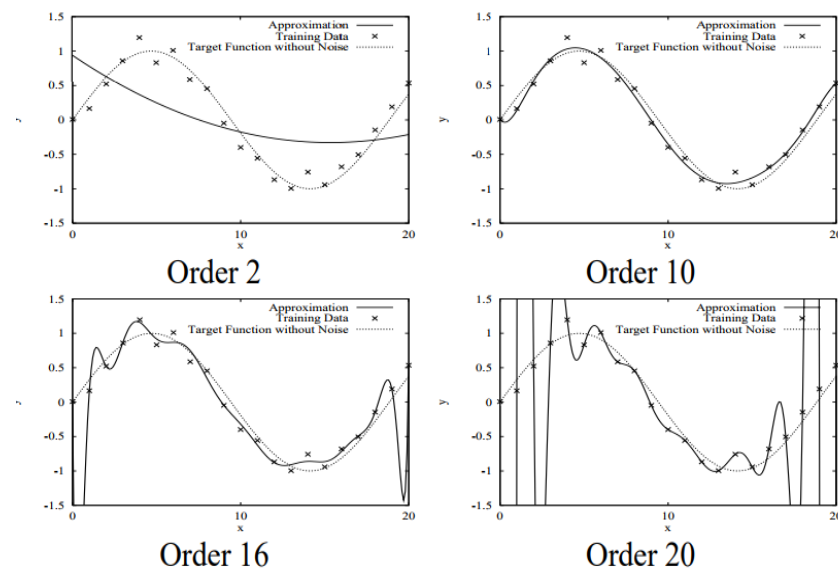 Approximation
Training Data
Target Function without Noise
1.5
1
0.5
0
-0.5
-1
-1.5
y
0 10 20
x
Order 2
Approximation
Training Data
Target Function without Noise
1.5
1
0.5
0
-0.5
-1
-1.5
y
0 10 20
x
Order 10
Approximation
Training Data
Target Function without Noise
1.5
1
0.5
0
-0.5
-1
-1.5
y
0 10 20
x
Order 16
Approximation
Training Data
Target Function without Noise
1.5
1
0.5
0
-0.5
-1
-1.5
y
0 10 20
x
Order 20